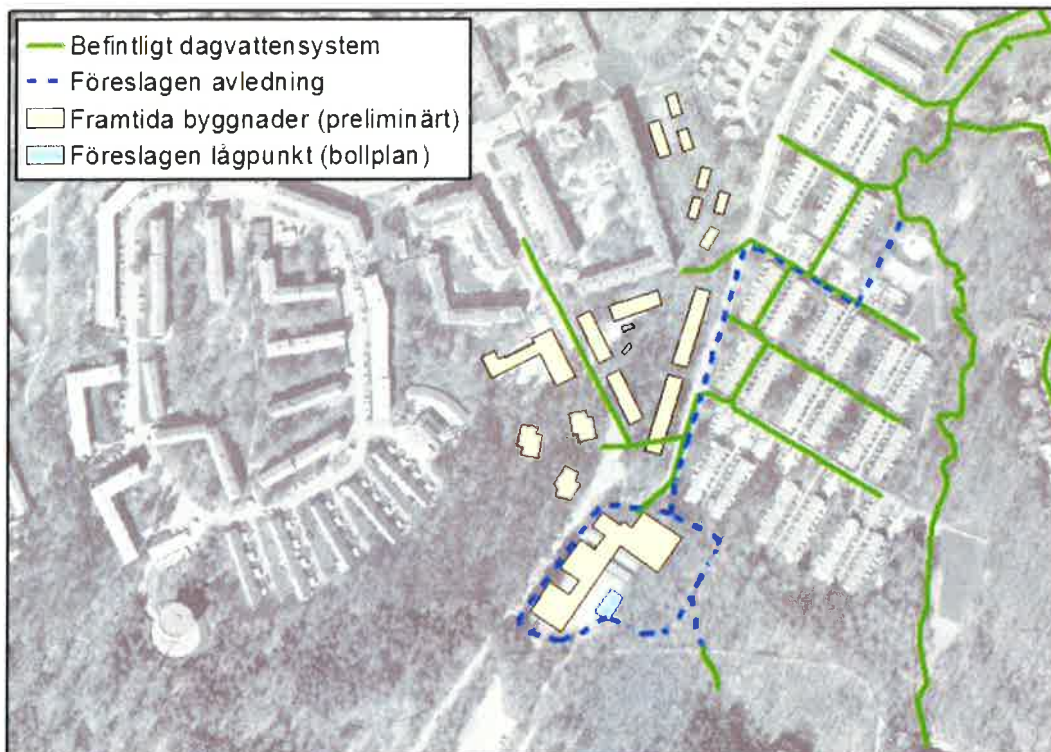 Befintligt dagvattensystem
Föreslagen avledning
Framtida byggnader (preliminärt)
Föreslagen lågpunkt (bollplan)